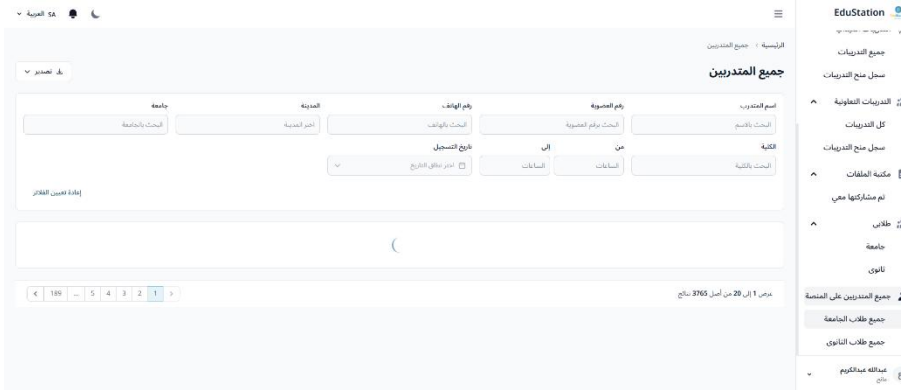 EduStation
SA العربية
جميع التدريبات
سجل منح التدريبات
التدريبات التعاونية
كل التدريبات
سجل منح التدريبات
مكتبة الملفات
تم مشاركتها معي
طلابي
جامعة
ثانوي
جميع المتدربين على المنصة
جميع طلاب الجامعة
جميع طلاب الثانوي
عبدالله عبدالكريم
الرئيسية
جميع المتدربين
جميع المتدربين
تصدير
اسم المتدرب
رقم العضوية
رقم الهاتف
المدينة
جامعة
البحث بالاسم
البحث برقم العضوية
البحث بالهاتف
اختر المدينة
البحث بالجامعة
الكلية
من
إلى
تاريخ التسجيل
البحث بالكلية
الساعات
الساعات
اختر نطاق التاريخ
إعادة تعيين الفلاتر
عرض 1 إلى 20 من أصل 3765 نتائج
1 2 3 4 5 ... 189